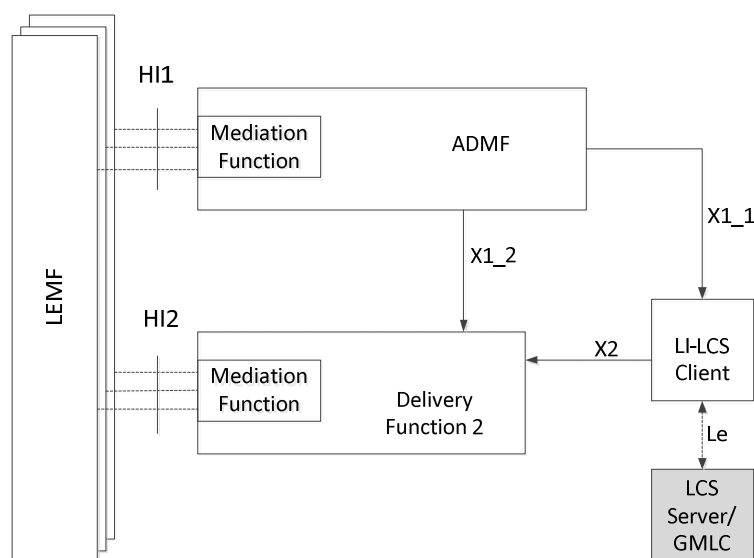 HI1
Mediation
Function
ADMF
X1_1
X1_2
LEMF
HI2
Mediation
Function
Delivery
Function 2
X2
LI-LCS
Client
Le
LCS
Server/
GMLC